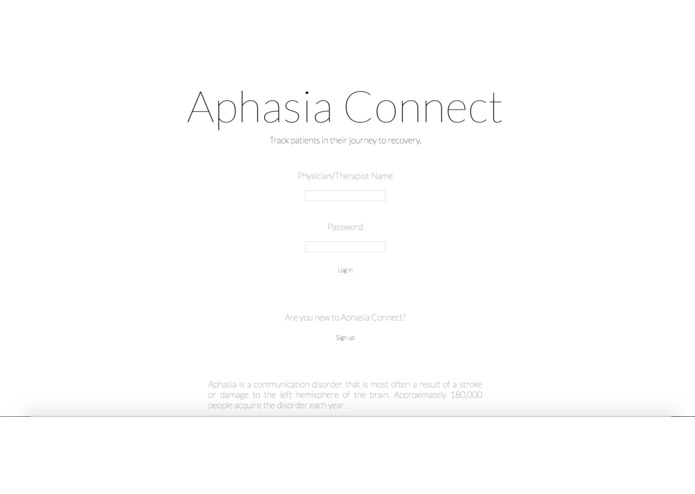 Aphasia Connect
Track patients in their journey to recovery.
Physician/Therapist Name
Password
Log in
Are you new to Aphasia Connect?
Sign up
Aphasia is a communication disorder that is most often a result of a stroke
or damage to the left hemisphere of the brain. Approximately 180,000
people acquire the disorder each year.